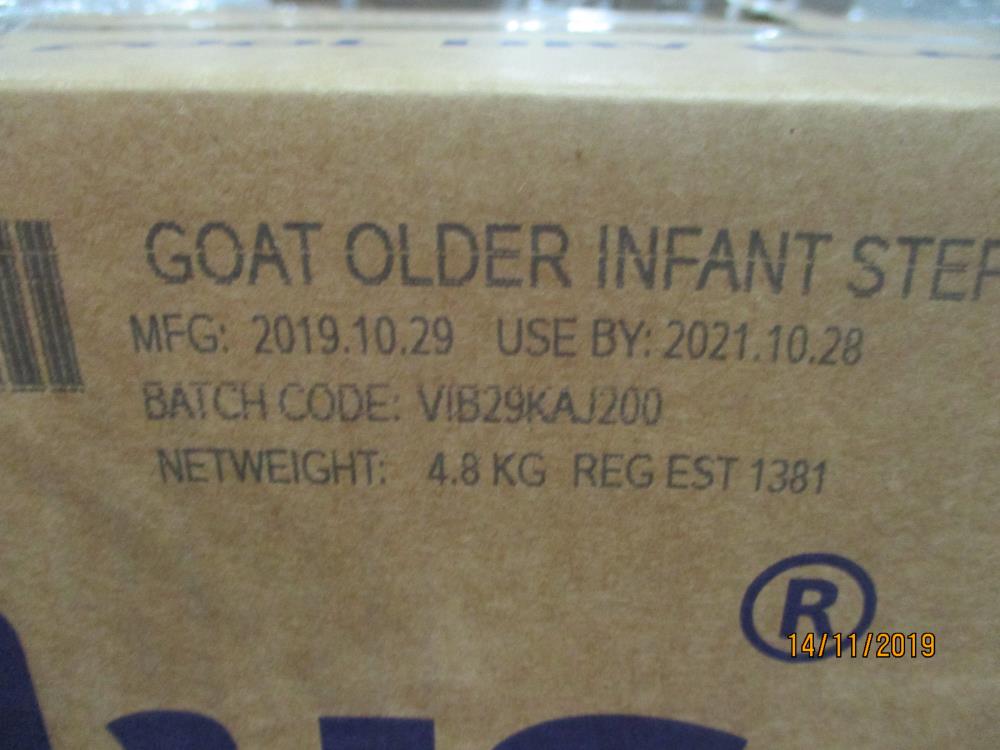 GOAT OLDER INFANT STEP
MFG: 2019.10.29 USE BY: 2021.10.28
BATCH CODE: VIB29KAJ200
NETWEIGHT: 4.8 KG REG EST 1381
®
14/11/2019